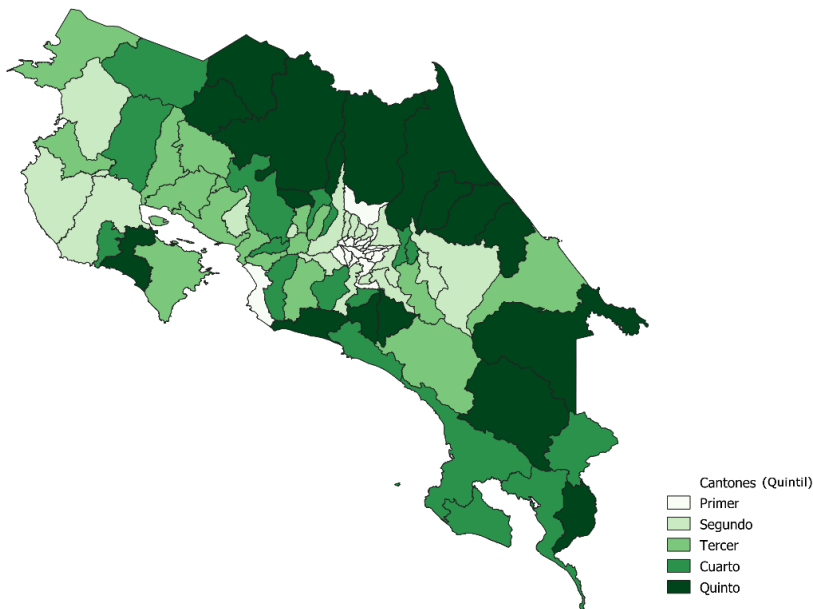 Cantones (Quintil)
Primer
Segundo
Tercer
Cuarto
Quinto